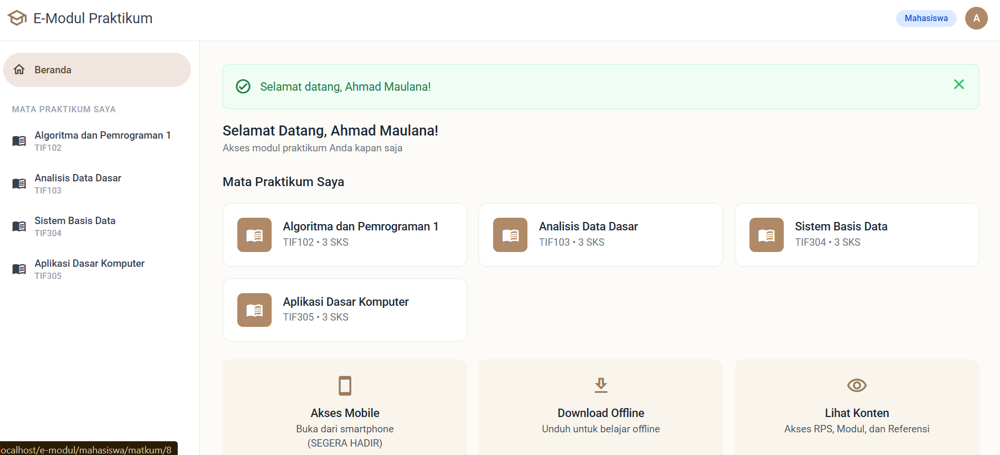 E-Modul Praktikum
Mahasiswa
A
Beranda
MATA PRAKTIKUM SAYA
Algoritma dan Pemrograman 1
TIF102
Analisis Data Dasar
TIF103
Sistem Basis Data
TIF304
Aplikasi Dasar Komputer
TIF305
Selamat datang, Ahmad Maulana!
Selamat Datang, Ahmad Maulana!
Akses modul praktikum Anda kapan saja
Mata Praktikum Saya
Algoritma dan Pemrograman 1
TIF102 • 3 SKS
Analisis Data Dasar
TIF103 • 3 SKS
Sistem Basis Data
TIF304 • 3 SKS
Aplikasi Dasar Komputer
TIF305 • 3 SKS
Akses Mobile
Buka dari smartphone
(SEGERA HADIR)
Download Offline
Unduh untuk belajar offline
Lihat Konten
Akses RPS, Modul, dan Referensi
localhost/e-modul/mahasiswa/matkum/8